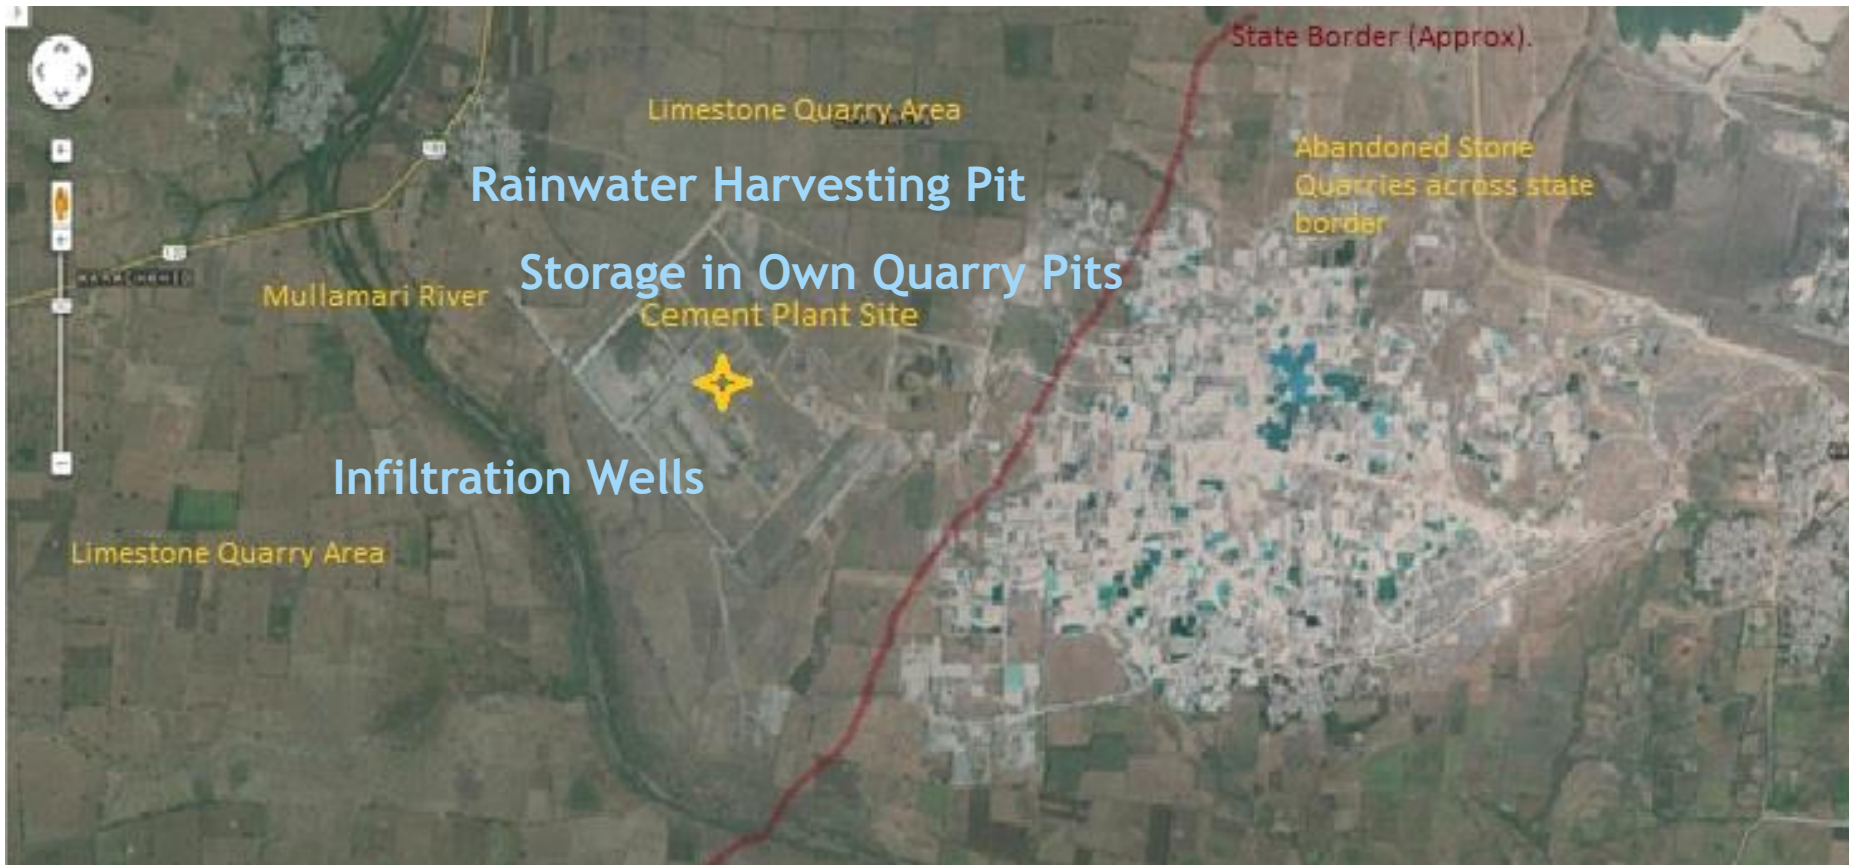 State Border (Approx).
Limestone Quarry Area
Abandoned Stone
Quarries across state
border
Rainwater Harvesting Pit
Storage in Own Quarry Pits
Mullamari River
Cement Plant Site
Infiltration Wells
Limestone Quarry Area